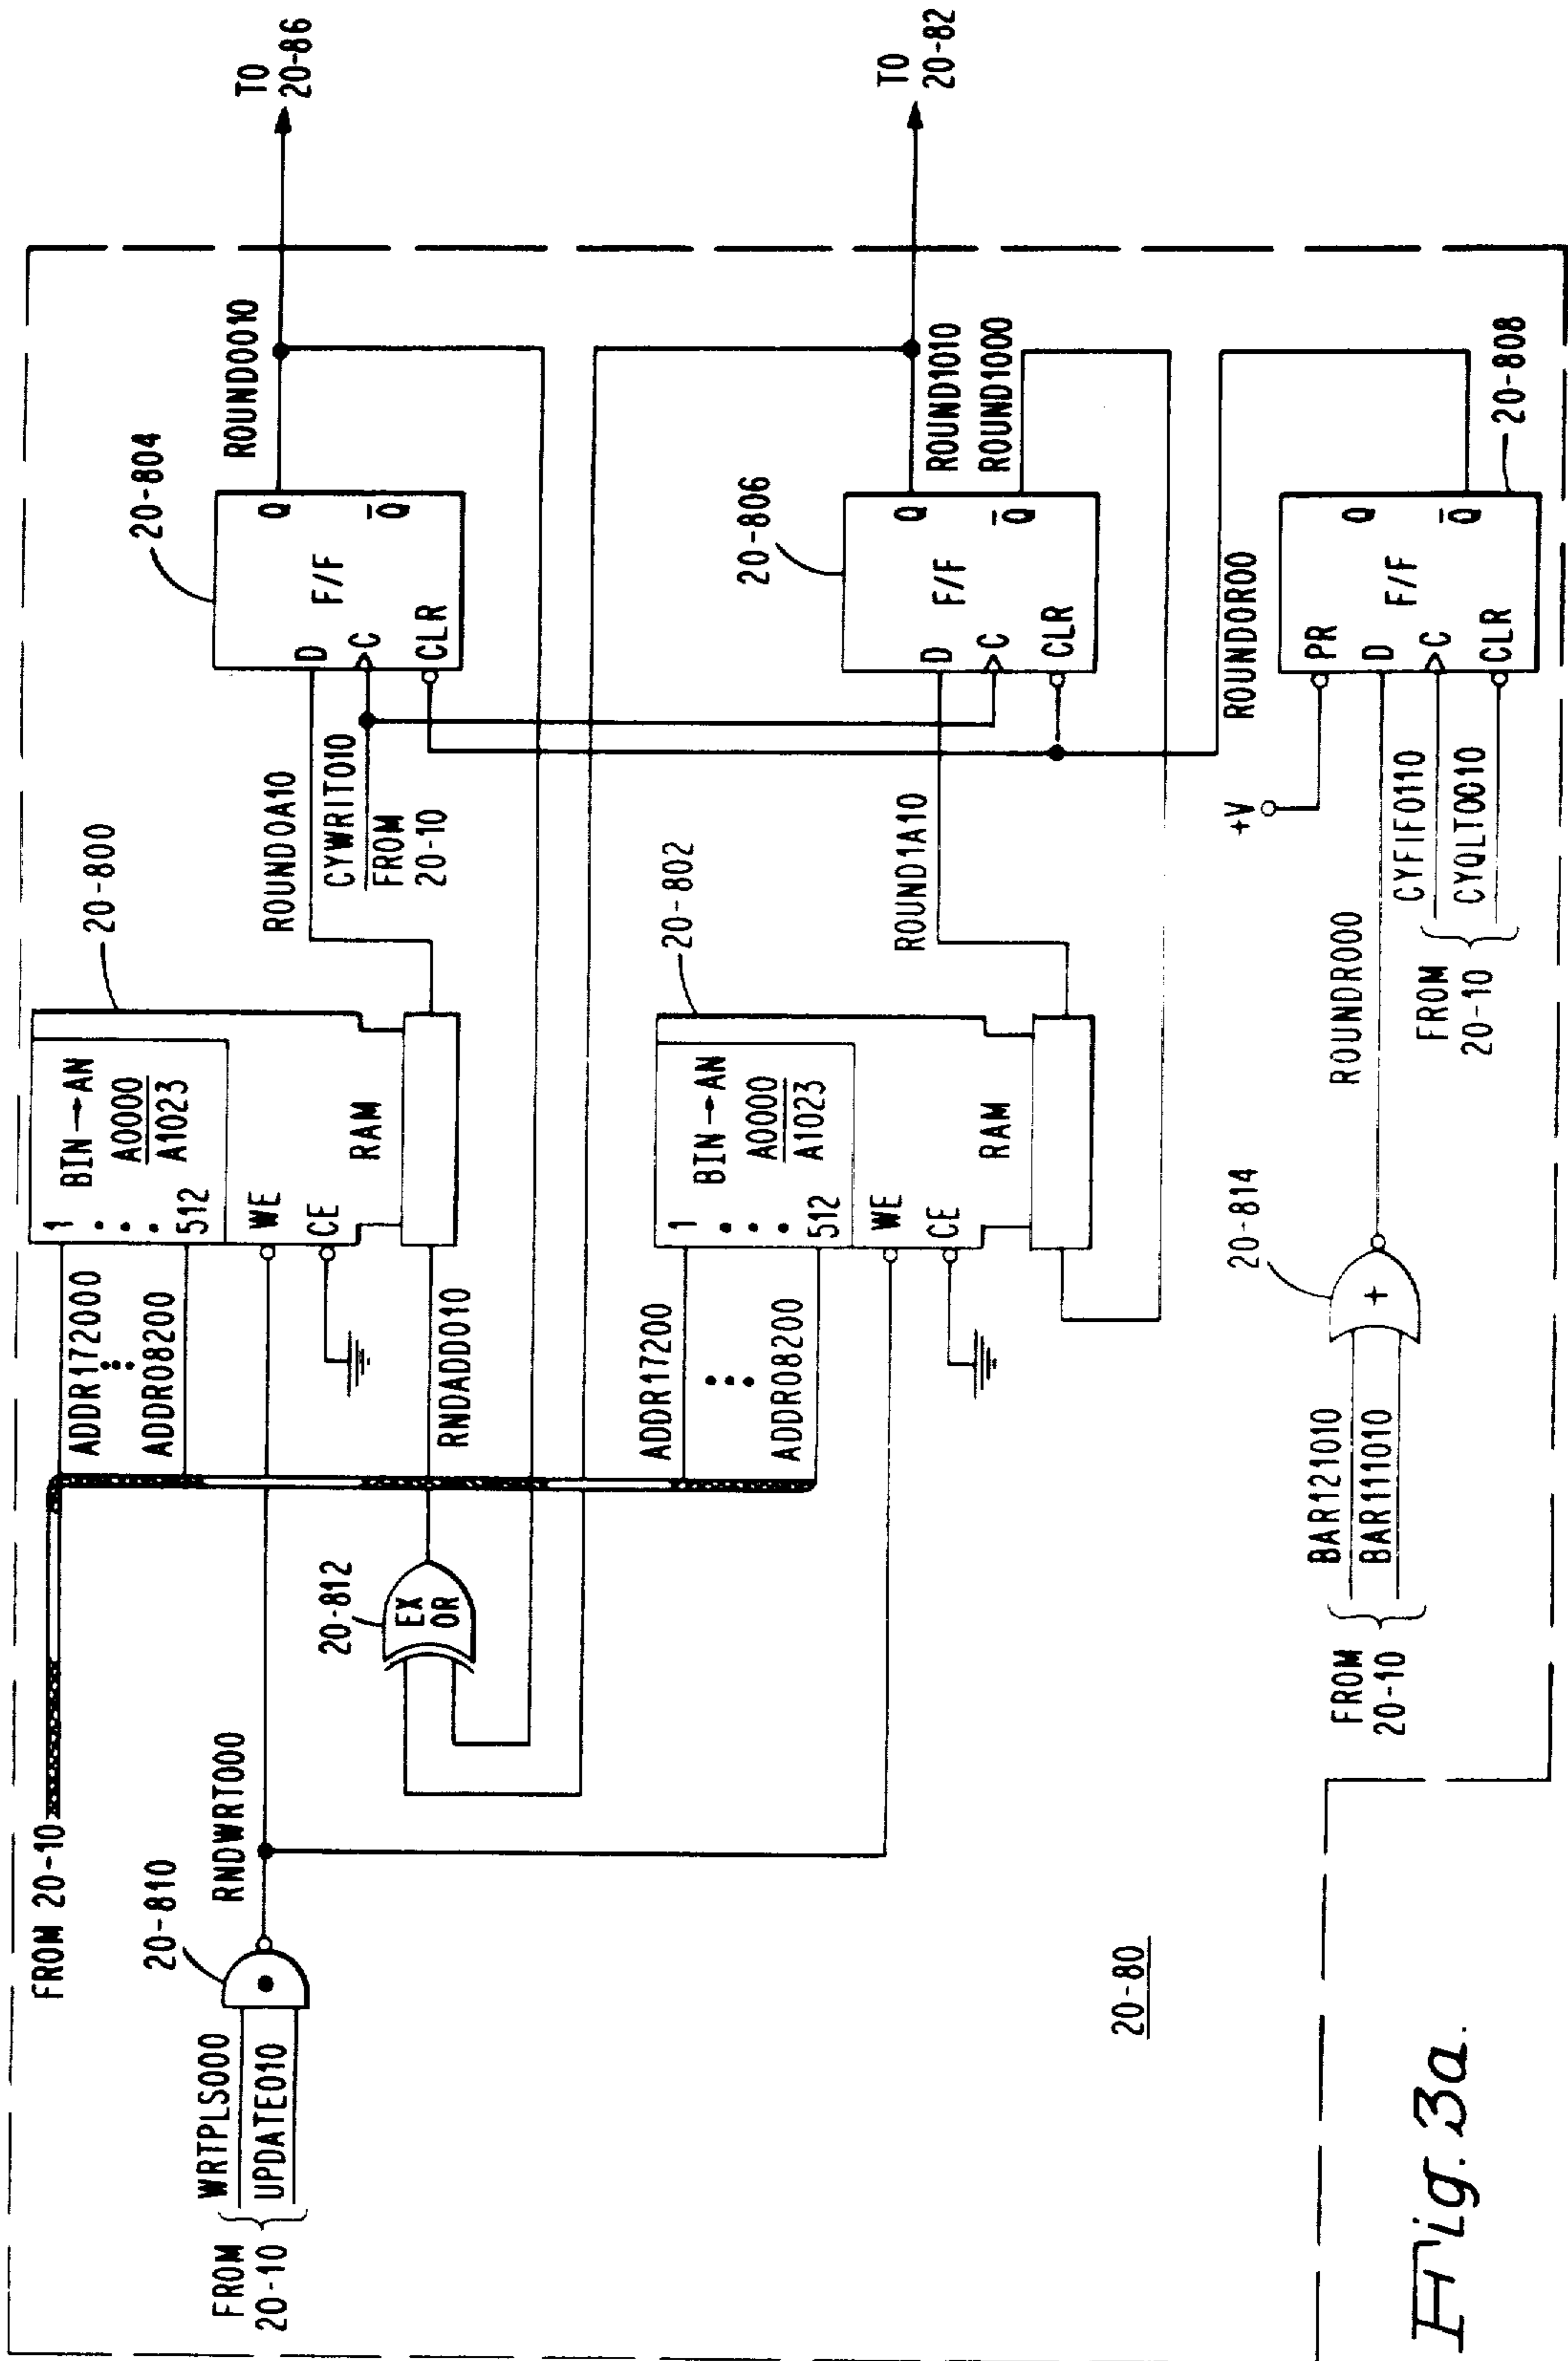 FROM 20-10
WRTPLS000
UPDATE010
FROM
20-10
20-810
RNDWRT000
20-812
EX
OR
ADDR172000
ADDR08200
RNDADD010
1
512
BIN→AN
A0000
A1023
WE
CE
RAM
20-800
ROUND0A10
CYWRIT010
FROM
20-10
D
C
CLR
F/F
Q
Q̅
20-804
ROUND0010
TO
20-86
ADDR17200
ADDR08200
1
512
BIN→AN
A0000
A1023
WE
CE
RAM
20-802
ROUND1A10
D
C
CLR
F/F
Q
Q̅
20-806
ROUND1010
ROUND1000
TO
20-82
20-80
FROM
20-10
BAR121010
BAR111010
+
20-814
ROUNDR000
FROM
20-10
CYFIF0110
CYQLT0010
+V
ROUND0R00
PR
D
C
CLR
F/F
Q
Q̅
20-808
Fig. 3a.